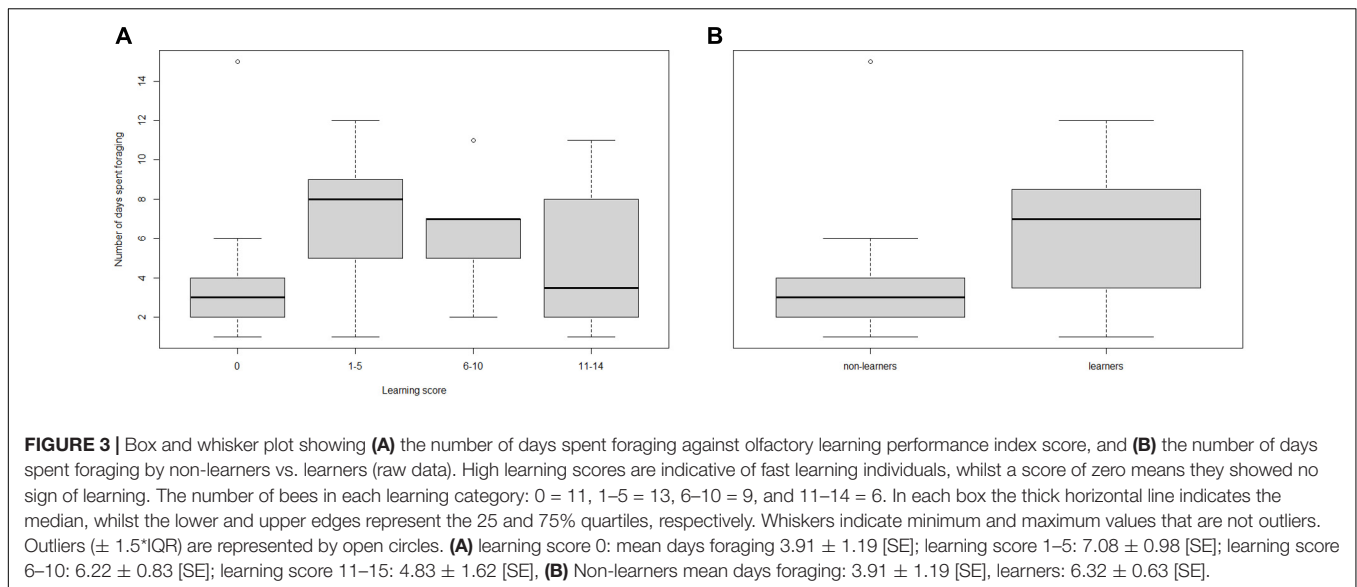 A
B
Number of days spent foraging
14
12
10
8
6
4
2
0
1-5
6-10
11-14
Learning score
non-learners
learners
FIGURE 3 | Box and whisker plot showing (A) the number of days spent foraging against olfactory learning performance index score, and (B) the number of days
spent foraging by non-learners vs. learners (raw data). High learning scores are indicative of fast learning individuals, whilst a score of zero means they showed no
sign of learning. The number of bees in each learning category: 0 = 11, 1–5 = 13, 6–10 = 9, and 11–14 = 6. In each box the thick horizontal line indicates the
median, whilst the lower and upper edges represent the 25 and 75% quartiles, respectively. Whiskers indicate minimum and maximum values that are not outliers.
Outliers (± 1.5*IQR) are represented by open circles. (A) learning score 0: mean days foraging 3.91 ± 1.19 [SE]; learning score 1–5: 7.08 ± 0.98 [SE]; learning score
6–10: 6.22 ± 0.83 [SE]; learning score 11–15: 4.83 ± 1.62 [SE], (B) Non-learners mean days foraging: 3.91 ± 1.19 [SE], learners: 6.32 ± 0.63 [SE].